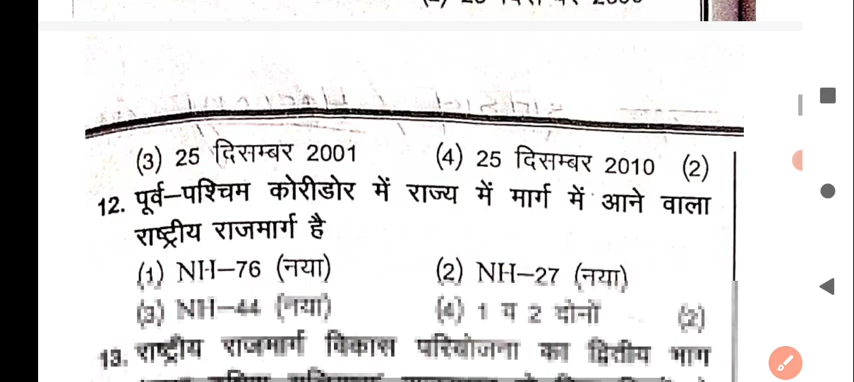 (3) 25 दिसम्बर 2001 (4) 25 दिसम्बर 2010 (2)
12. पूर्व–पश्चिम कोरीडोर में राज्य में मार्ग में आने वाला
राष्ट्रीय राजमार्ग है
(1) NH–76 (नया) (2) NH–27 (नया)
(3) NH–44 (नया) (4) 1 व 2 दोनों (2)
13. राष्ट्रीय राजमार्ग विकास परियोजना का द्वितीय भाग